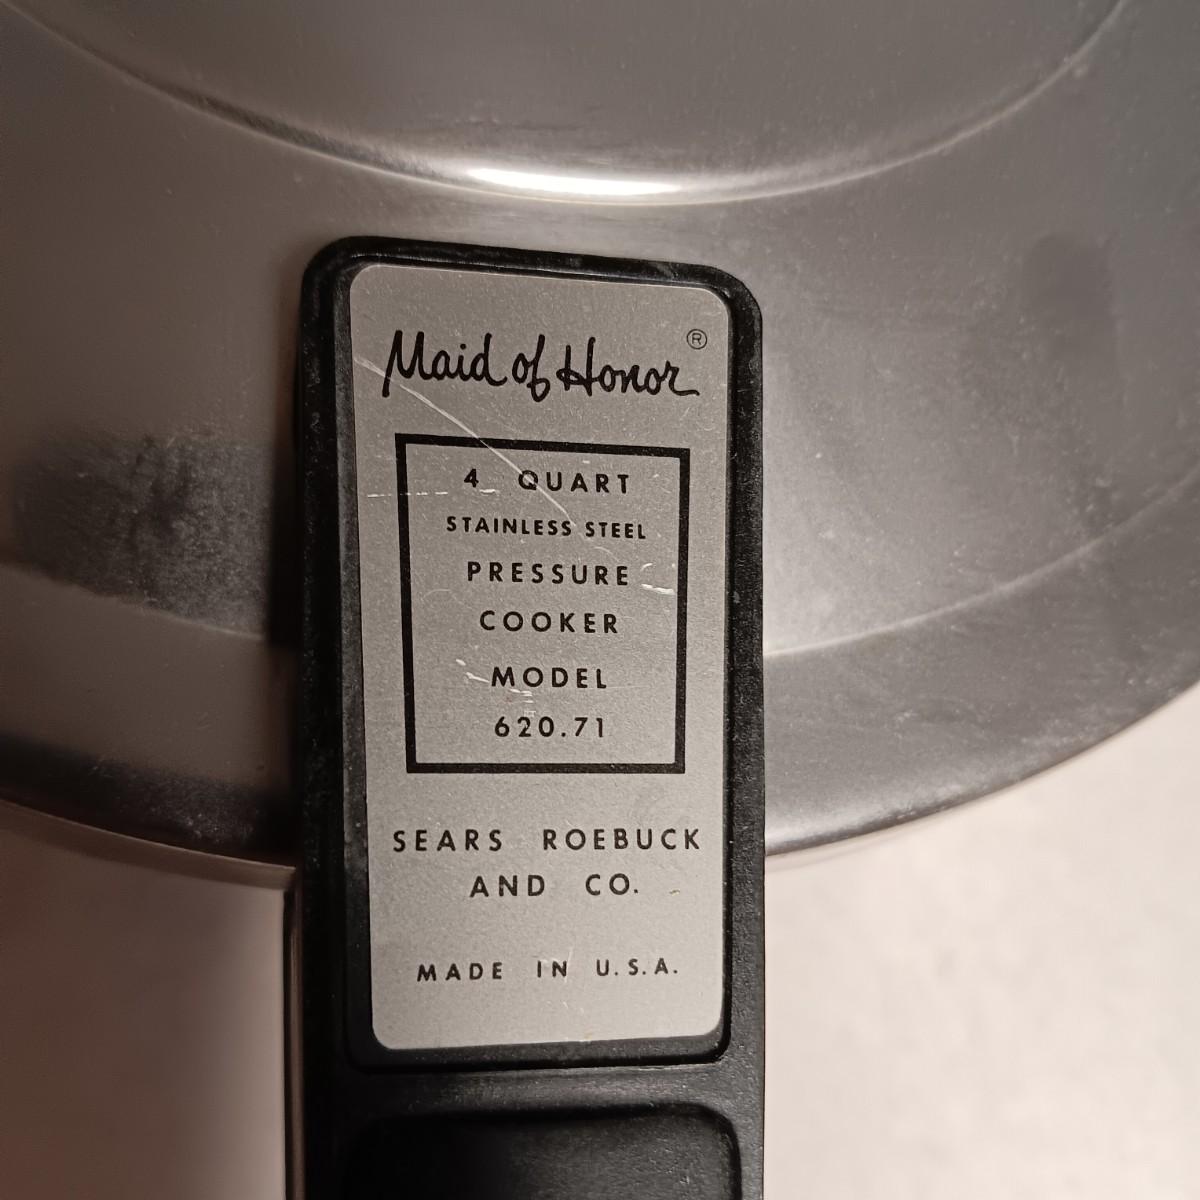 Maid of Honor ®
4 QUART
STAINLESS STEEL
PRESSURE
COOKER
MODEL
620.71
SEARS ROEBUCK
AND CO.
MADE IN U.S.A.